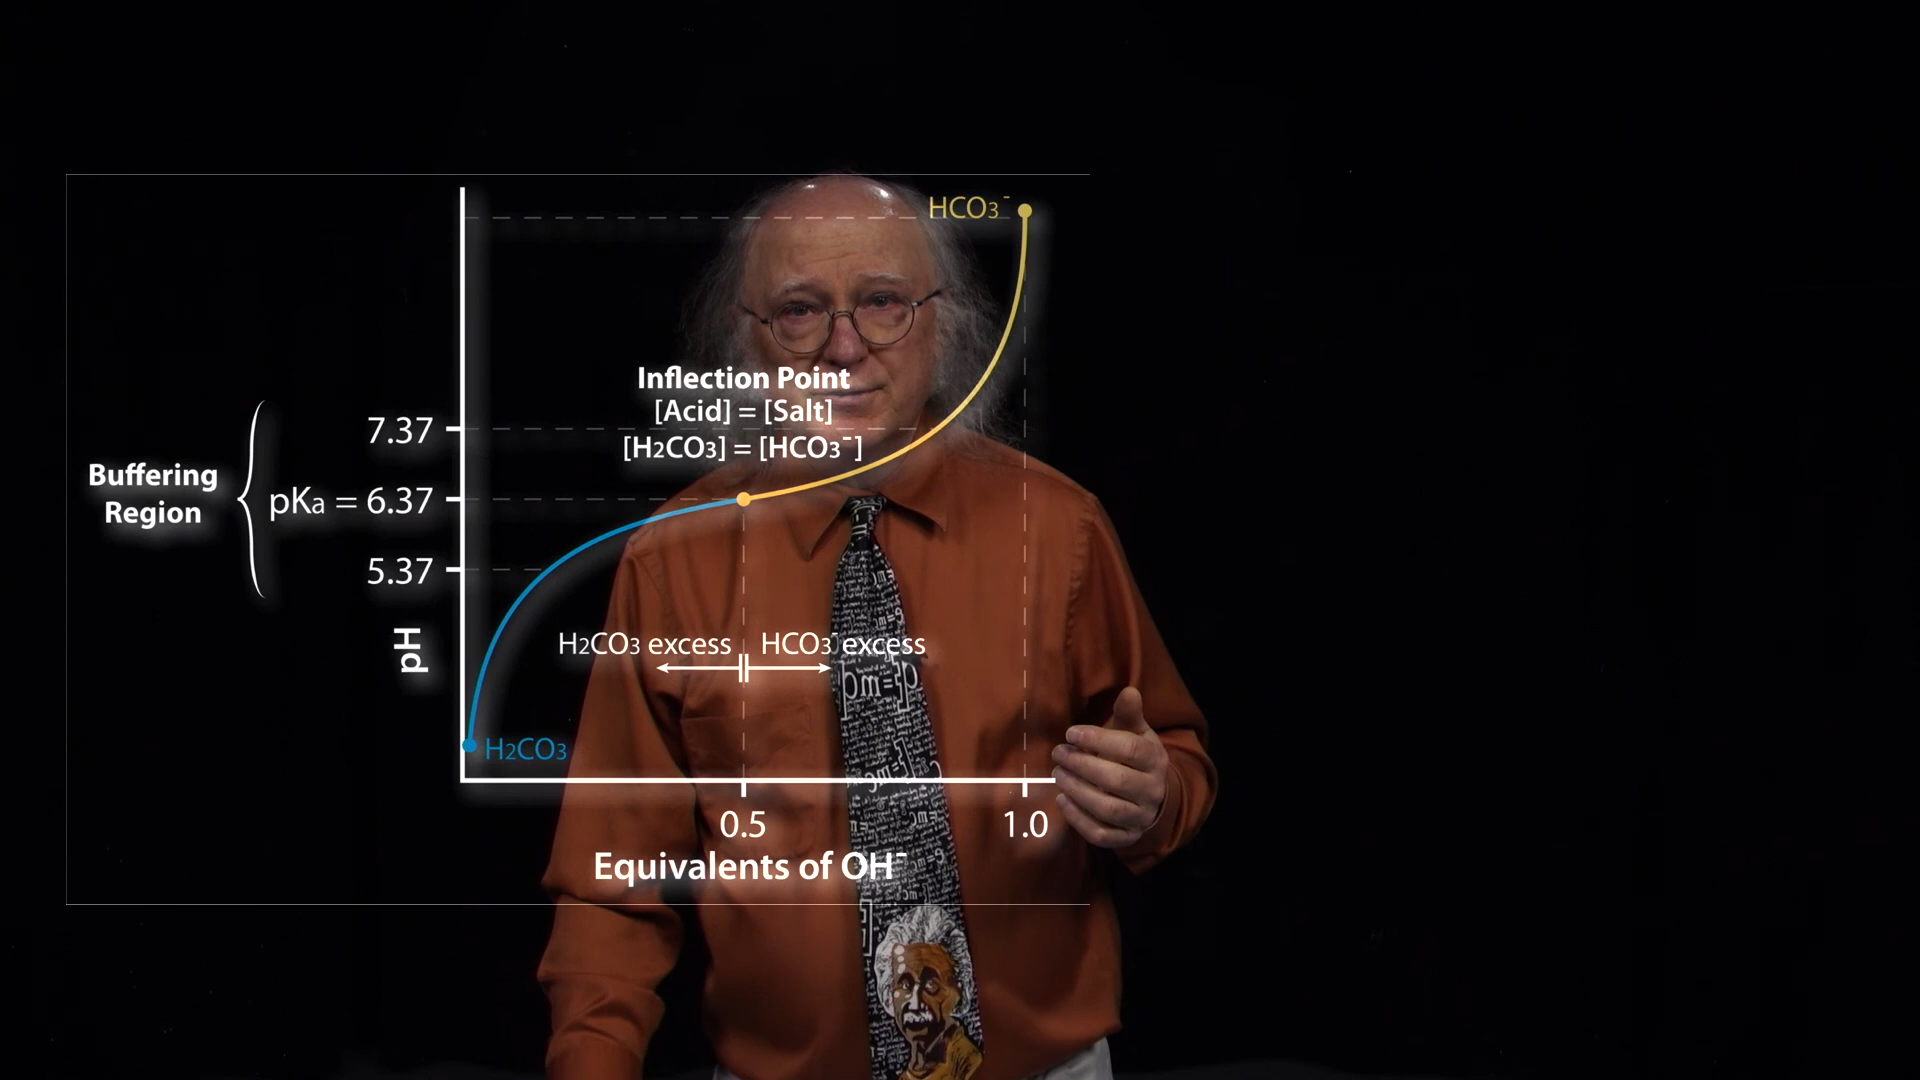 HCO3⁻
Inflection Point
[Acid] = [Salt]
[H2CO3] = [HCO3⁻]
7.37
Buffering
Region
pKa = 6.37
5.37
pH
H2CO3 excess
HCO3⁻ excess
H2CO3
0.5
1.0
Equivalents of OH⁻